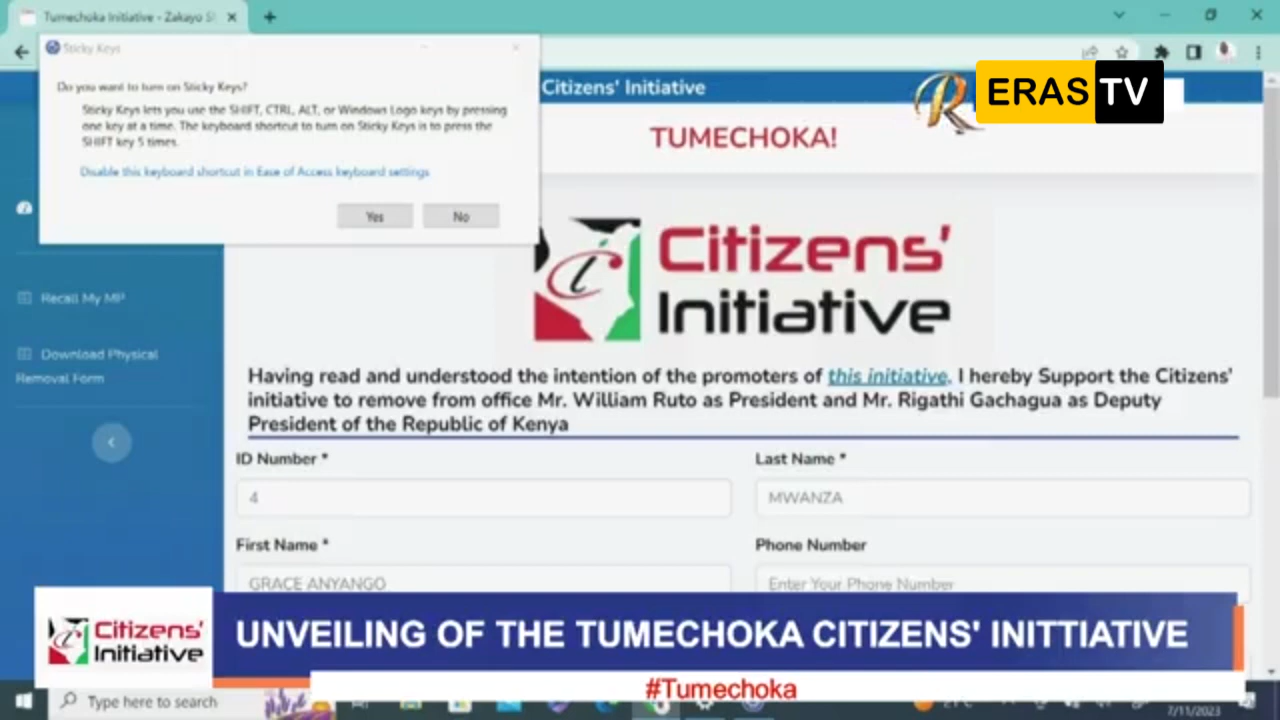 Tumechoka Initiative - Zakayo S
Sticky Keys
Do you want to turn on Sticky Keys?
Sticky Keys lets you use the SHIFT, CTRL, ALT, or Windows Logo keys by pressing
one key at a time. The keyboard shortcut to turn on Sticky Keys is to press the
SHIFT key 5 times.
Disable this keyboard shortcut in Ease of Access keyboard settings
Yes
No
Citizens' Initiative
R
ERAS TV
TUMECHOKA!
Recall My MP
Download Physical
Removal Form
Citizens'
Initiative
Having read and understood the intention of the promoters of this initiative. I hereby Support the Citizens'
initiative to remove from office Mr. William Ruto as President and Mr. Rigathi Gachagua as Deputy
President of the Republic of Kenya
ID Number *
Last Name *
4
MWANZA
First Name *
Phone Number
GRACE ANYANGO
Enter Your Phone Number
Citizens'
Initiative
UNVEILING OF THE TUMECHOKA CITIZENS' INITTIATIVE
#Tumechoka
Type here to search
21°C
7/11/2023